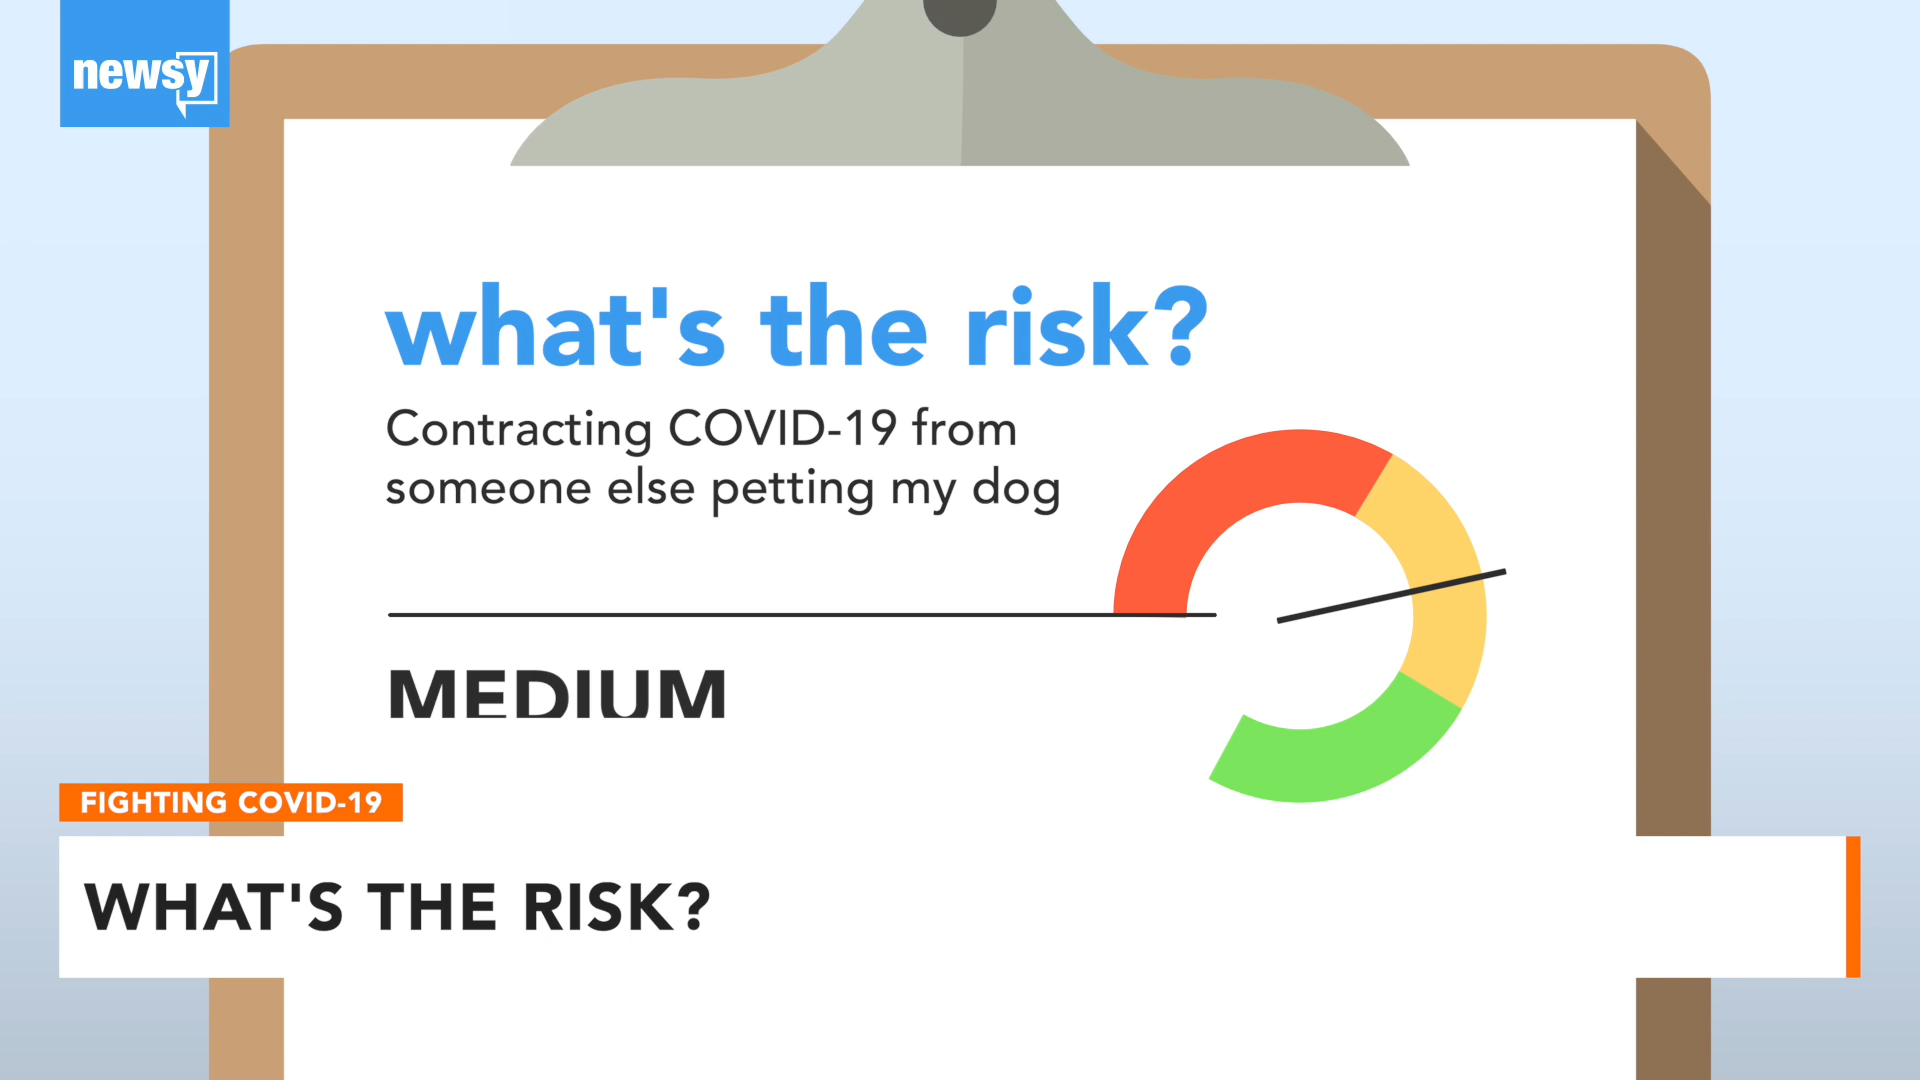 newsy
what's the risk?
Contracting COVID-19 from
someone else petting my dog
MEDIUM
FIGHTING COVID-19
WHAT'S THE RISK?